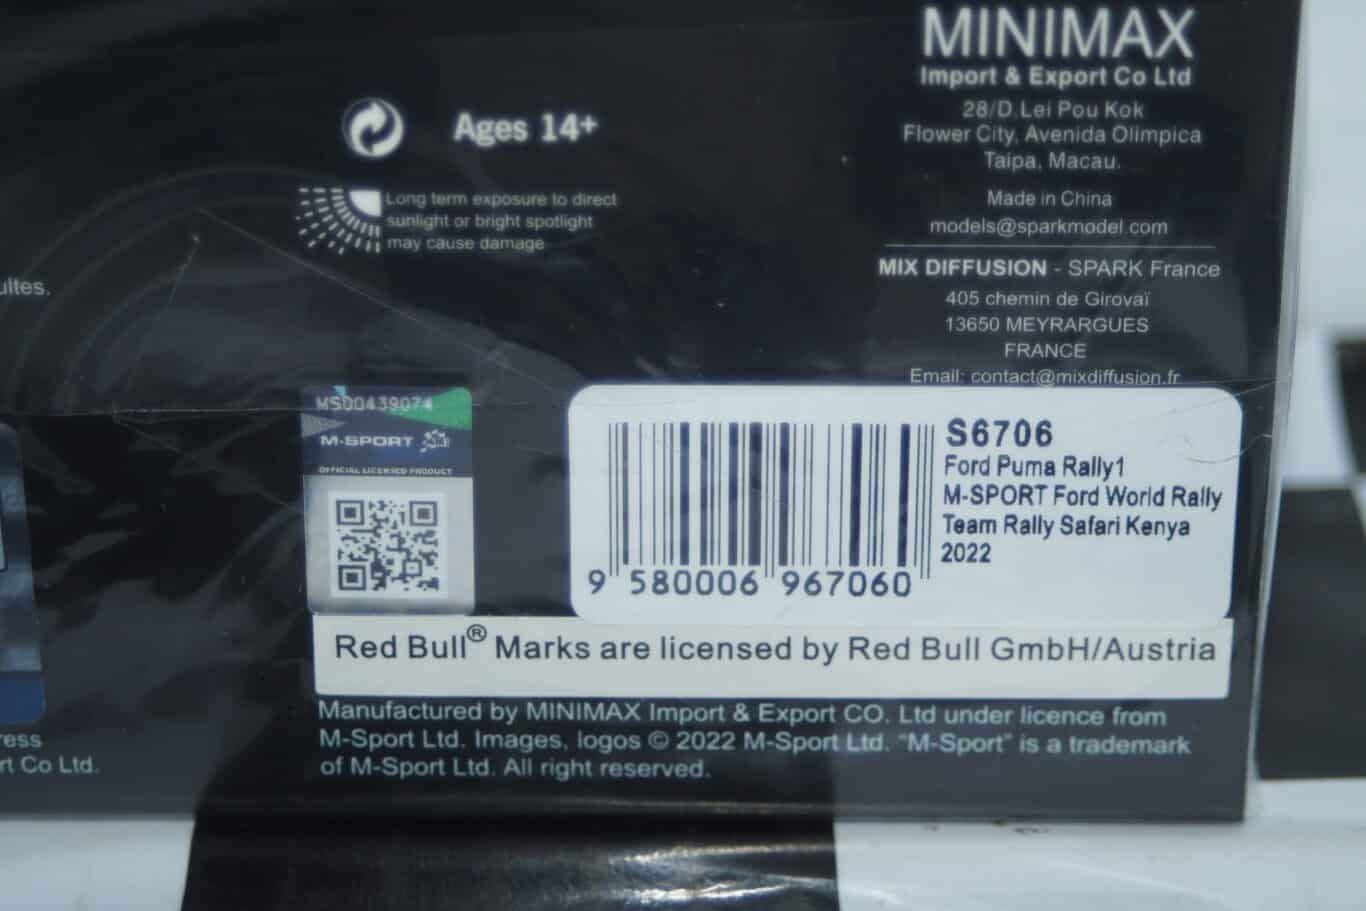 MINIMAX
Import & Export Co Ltd
28/D.Lei Pou Kok
Flower City, Avenida Olimpica
Taipa, Macau.
Made in China
models@sparkmodel.com
MIX DIFFUSION - SPARK France
405 chemin de Girovaï
13650 MEYRARGUES
FRANCE
Email: contact@mixdiffusion.fr
Ages 14+
Long term exposure to direct
sunlight or bright spotlight
may cause damage
ultes.
MS00439074
M-SPORT
OFFICIAL LICENSED PRODUCT
S6706
Ford Puma Rally1
M-SPORT Ford World Rally
Team Rally Safari Kenya
2022
9 580006 967060
Red Bull® Marks are licensed by Red Bull GmbH/Austria
Manufactured by MINIMAX Import & Export CO. Ltd under licence from
M-Sport Ltd. Images, logos © 2022 M-Sport Ltd. “M-Sport” is a trademark
of M-Sport Ltd. All right reserved.
ress
rt Co Ltd.